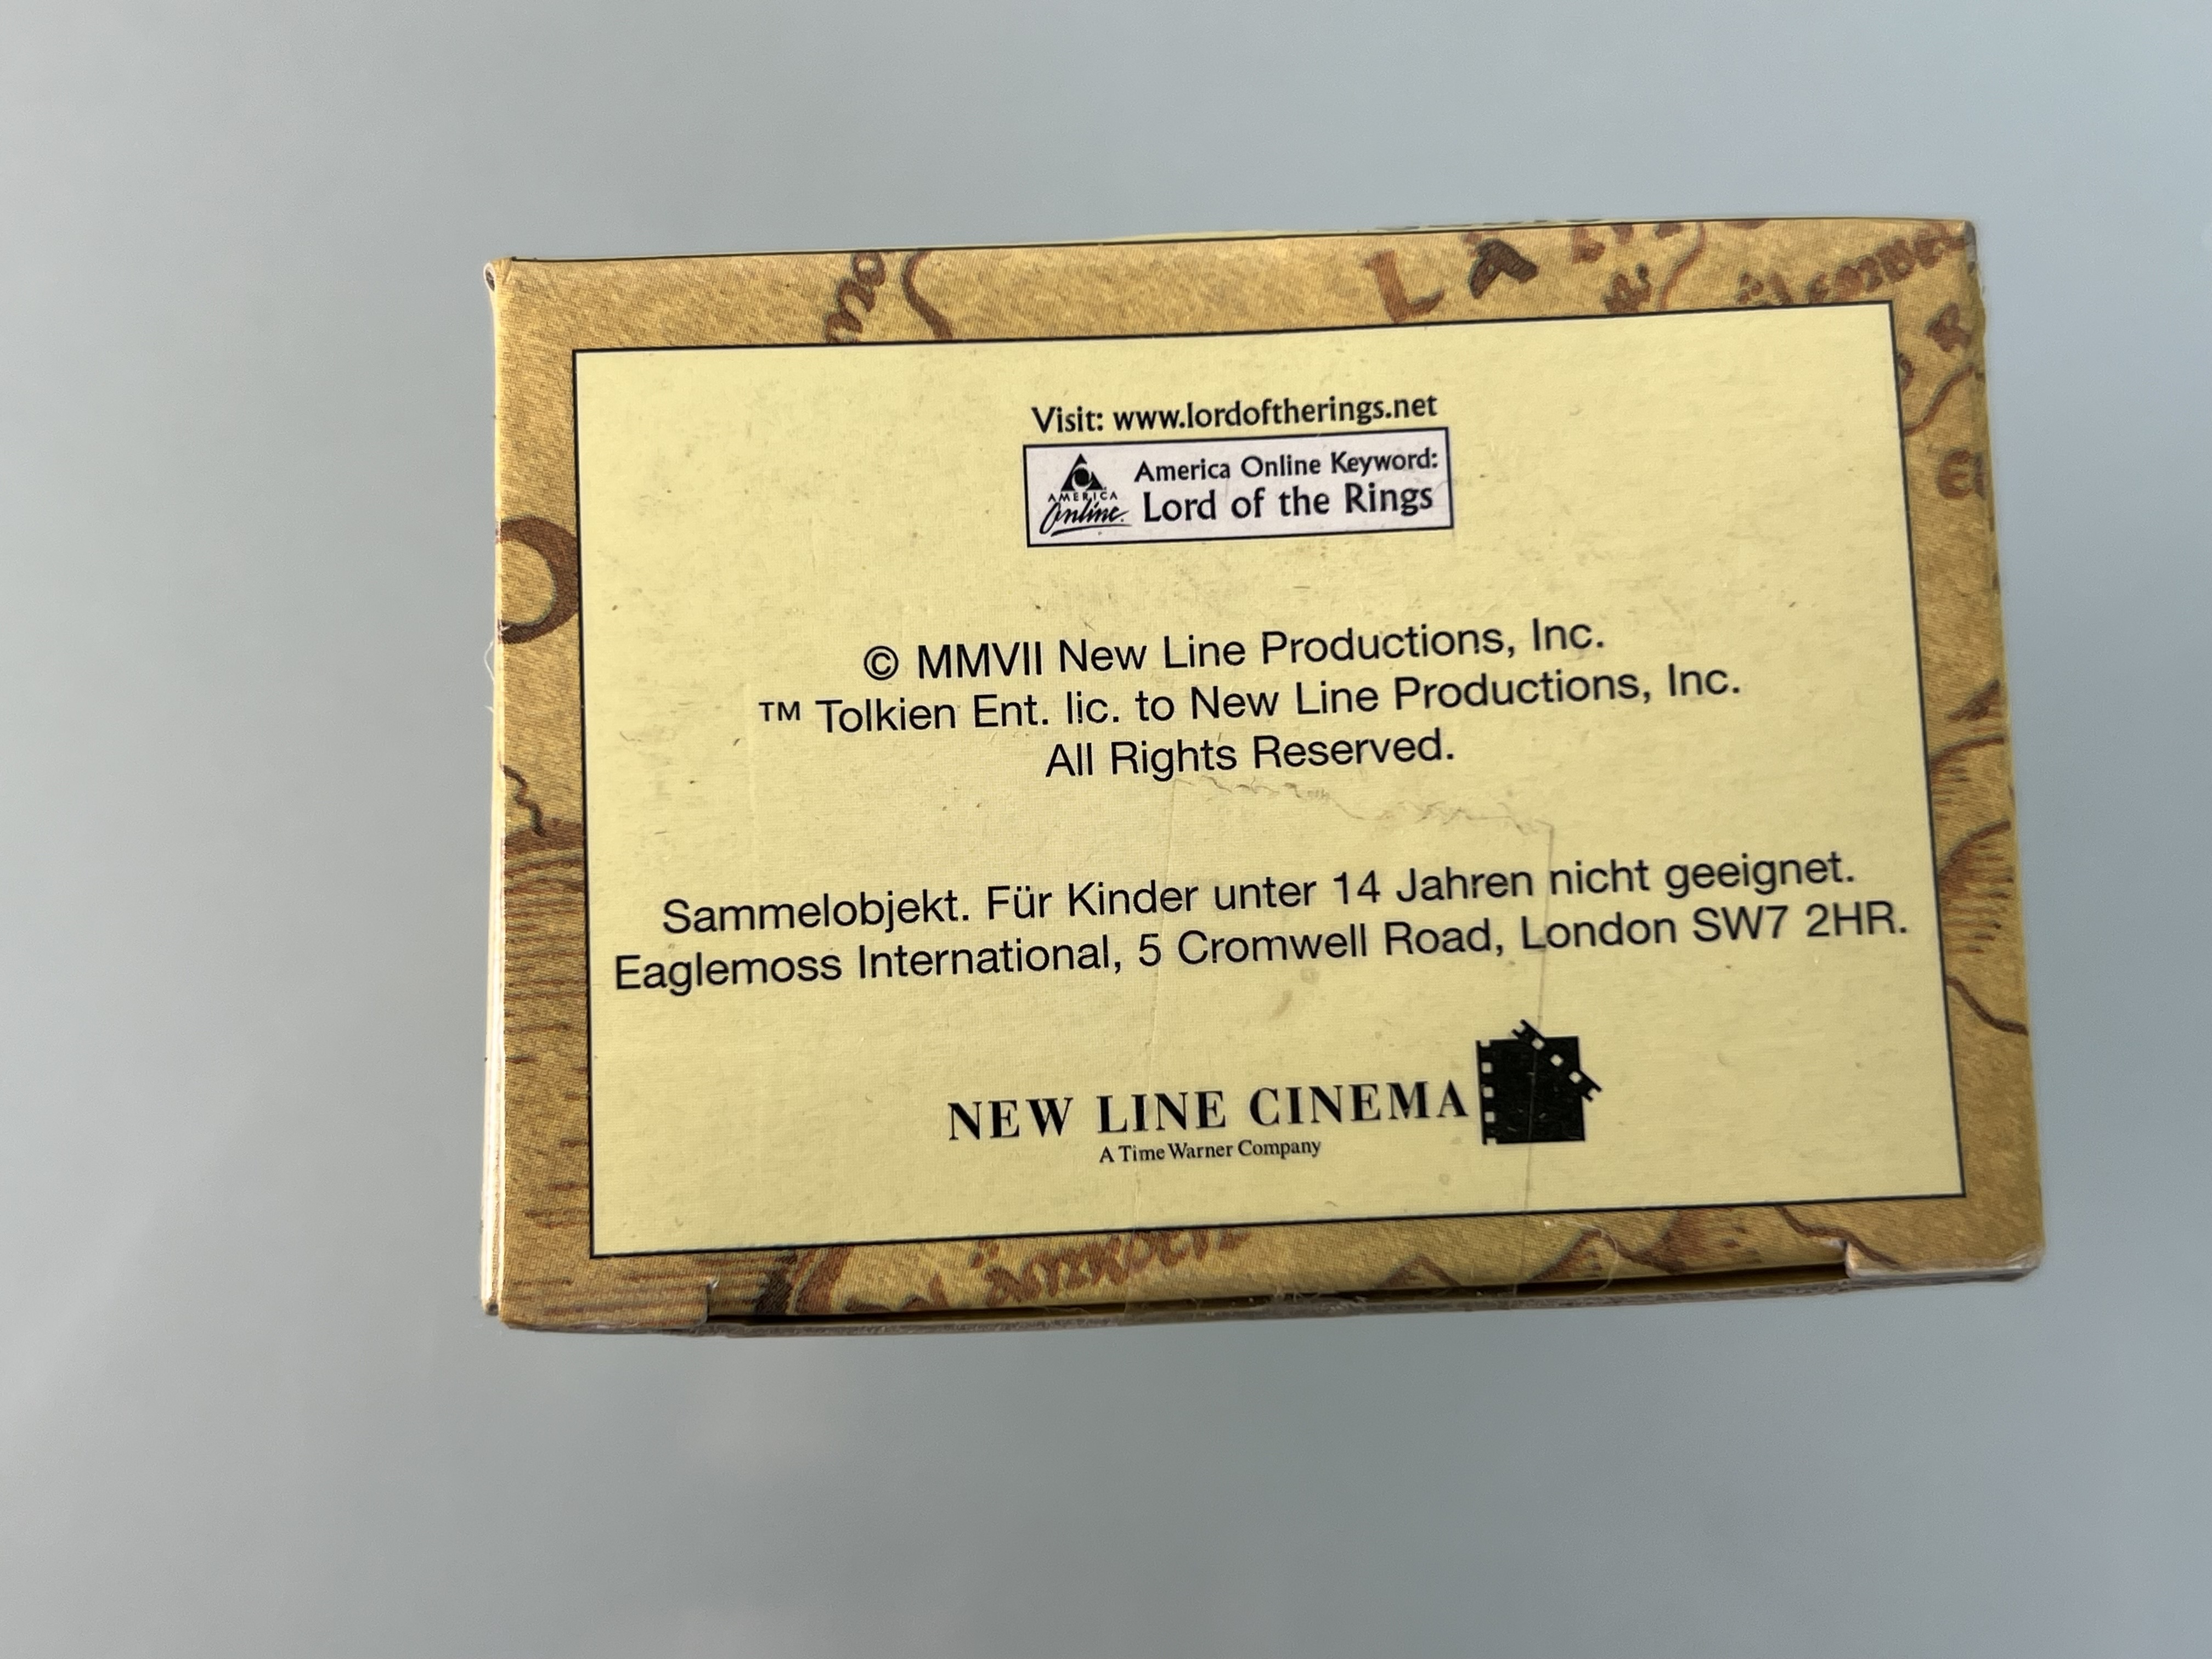 Visit: www.lordoftherings.net
AMERICA
Online
America Online Keyword:
Lord of the Rings
© MMVII New Line Productions, Inc.
™ Tolkien Ent. lic. to New Line Productions, Inc.
All Rights Reserved.
Sammelobjekt. Für Kinder unter 14 Jahren nicht geeignet.
Eaglemoss International, 5 Cromwell Road, London SW7 2HR.
NEW LINE CINEMA
A Time Warner Company